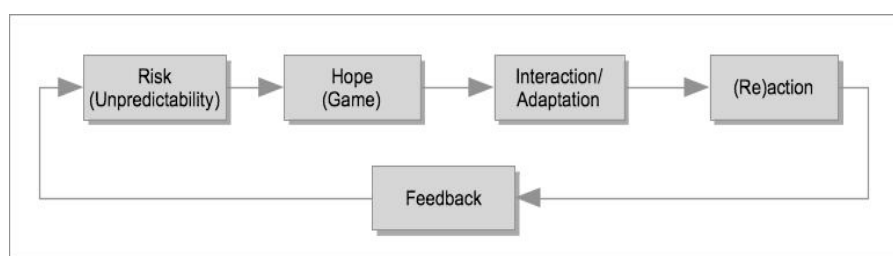 Risk
(Unpredictability)
Hope
(Game)
Interaction/
Adaptation
(Re)action
Feedback